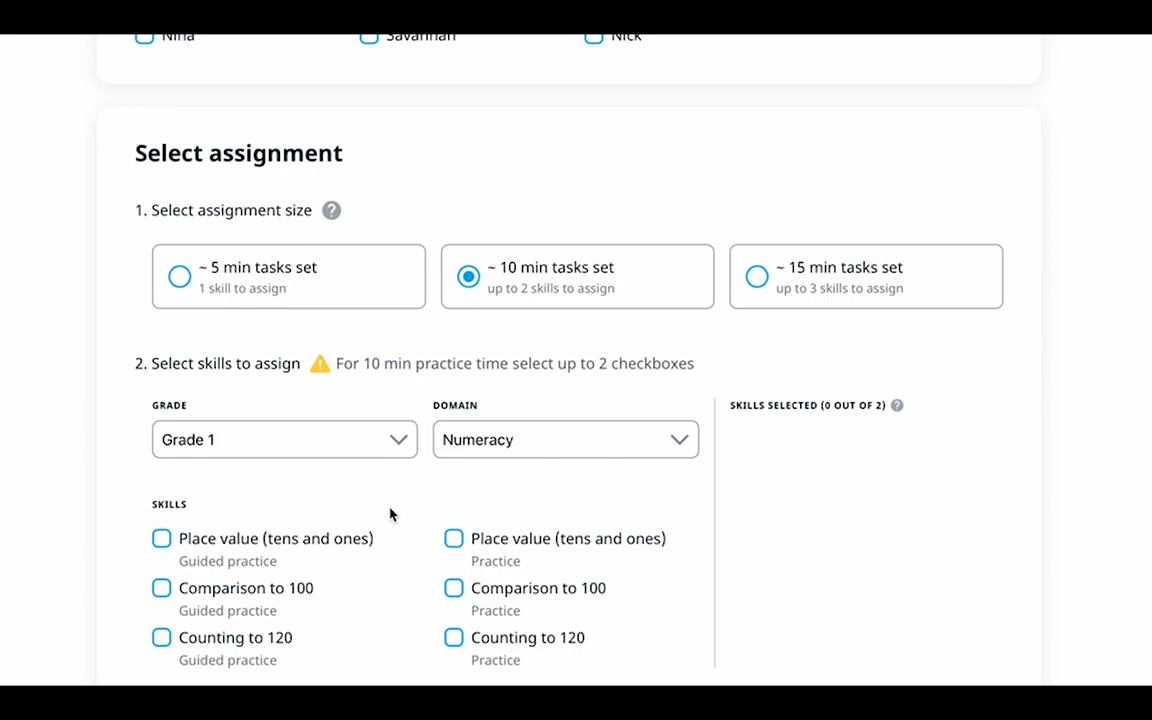 Nina Savannah Nick
Select assignment
1. Select assignment size ?
~ 5 min tasks set
1 skill to assign
~ 10 min tasks set
up to 2 skills to assign
~ 15 min tasks set
up to 3 skills to assign
2. Select skills to assign For 10 min practice time select up to 2 checkboxes
GRADE
Grade 1
DOMAIN
Numeracy
SKILLS SELECTED (0 OUT OF 2) ?
SKILLS
Place value (tens and ones)
Guided practice
Place value (tens and ones)
Practice
Comparison to 100
Guided practice
Comparison to 100
Practice
Counting to 120
Guided practice
Counting to 120
Practice